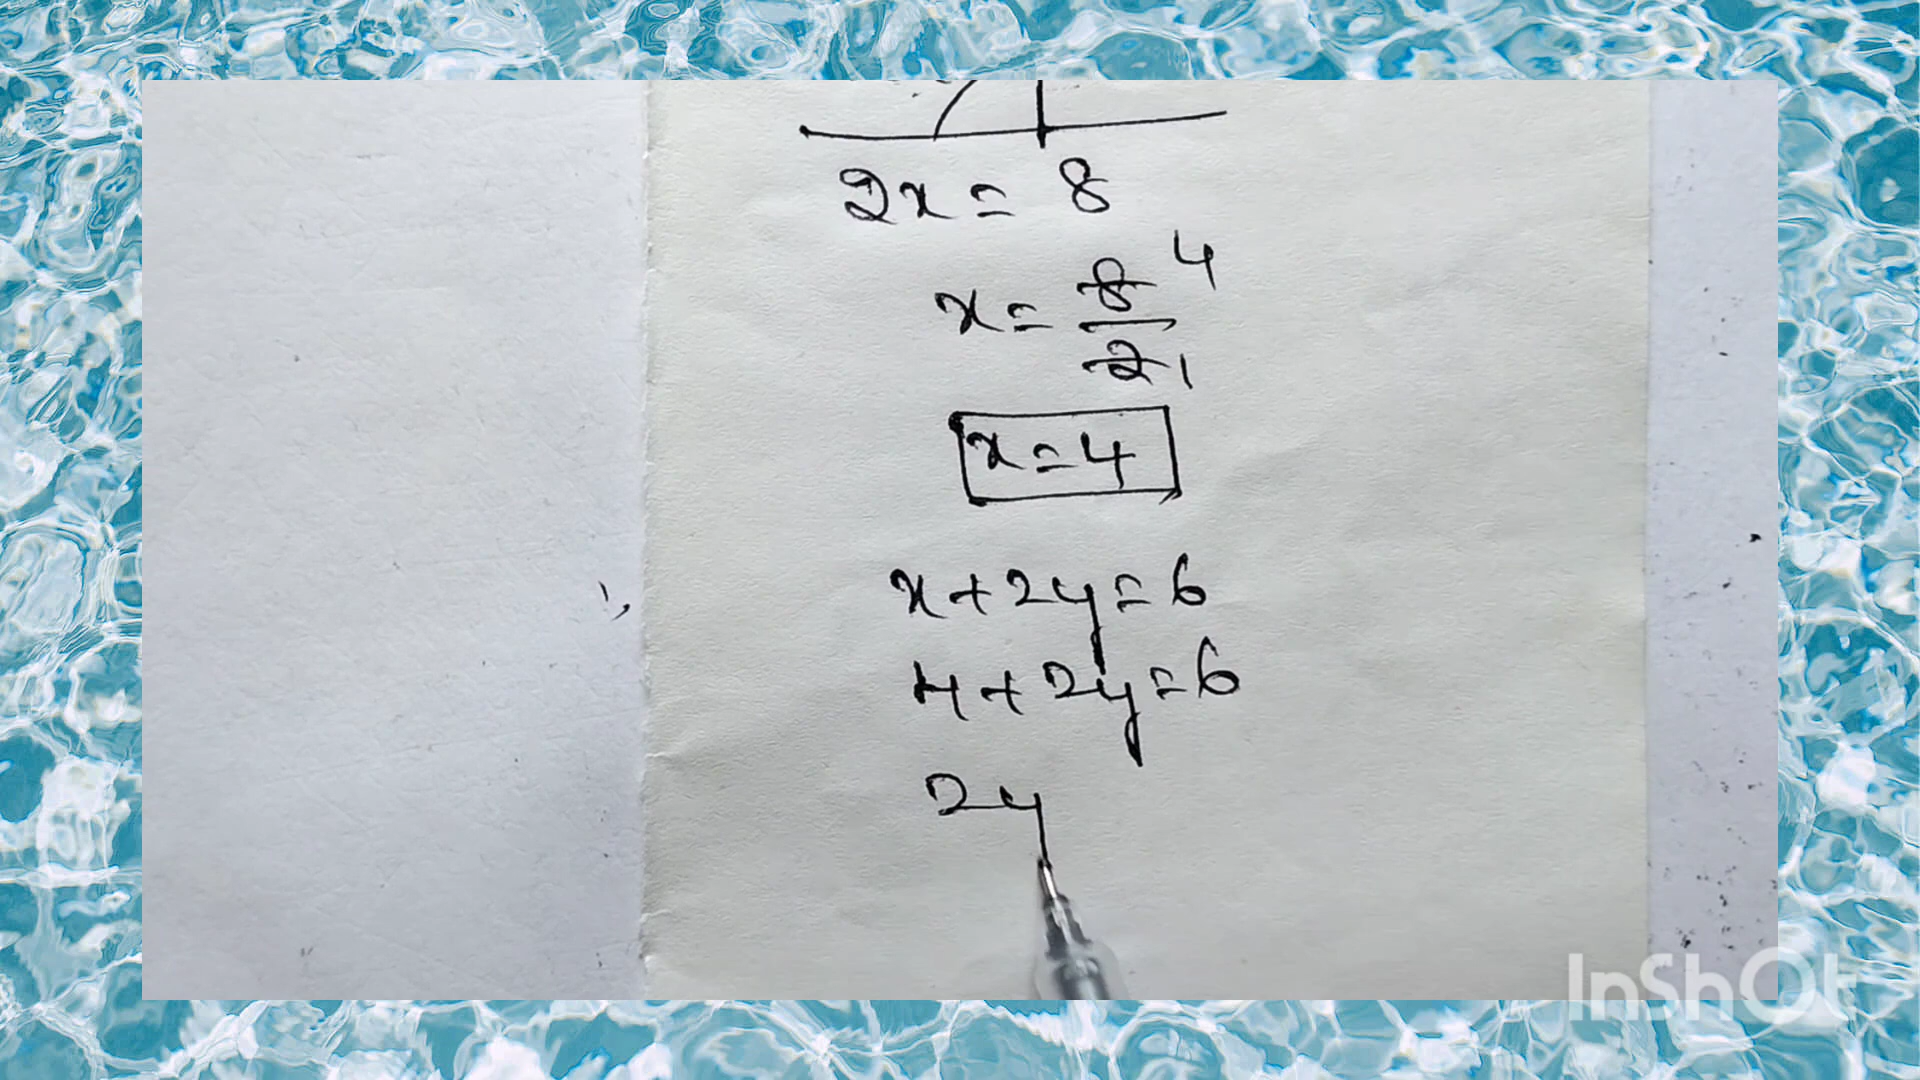 2x = 8
x = 8/2 4 1
x = 4
x + 2y = 6
4 + 2y = 6
2y
InShOt